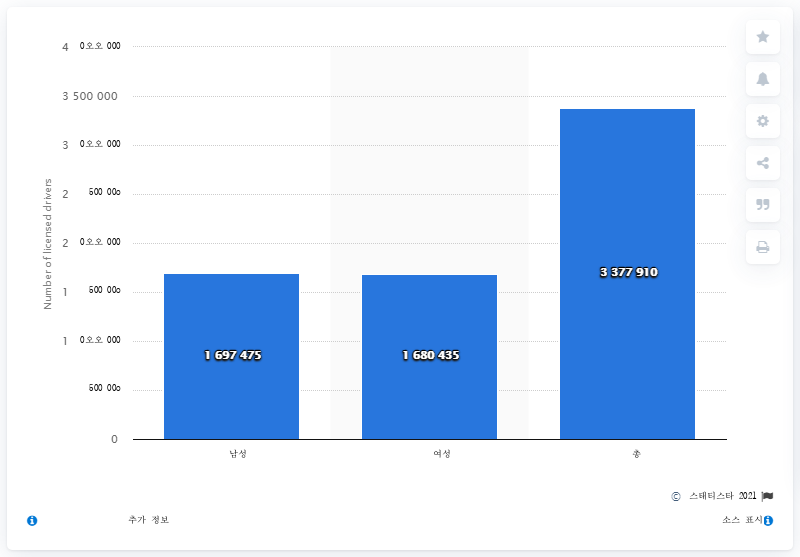 4 0오오 000
3 500 000
3 0오오 000
2 500 00o
2 0오오 000
1 500 00o
1 0오오 000
500 00o
0
Number of licensed drivers
1 697 475
1 680 435
3 377 910
남성 여성 총
© 스태티스타 2021
추가 정보 소스 표시